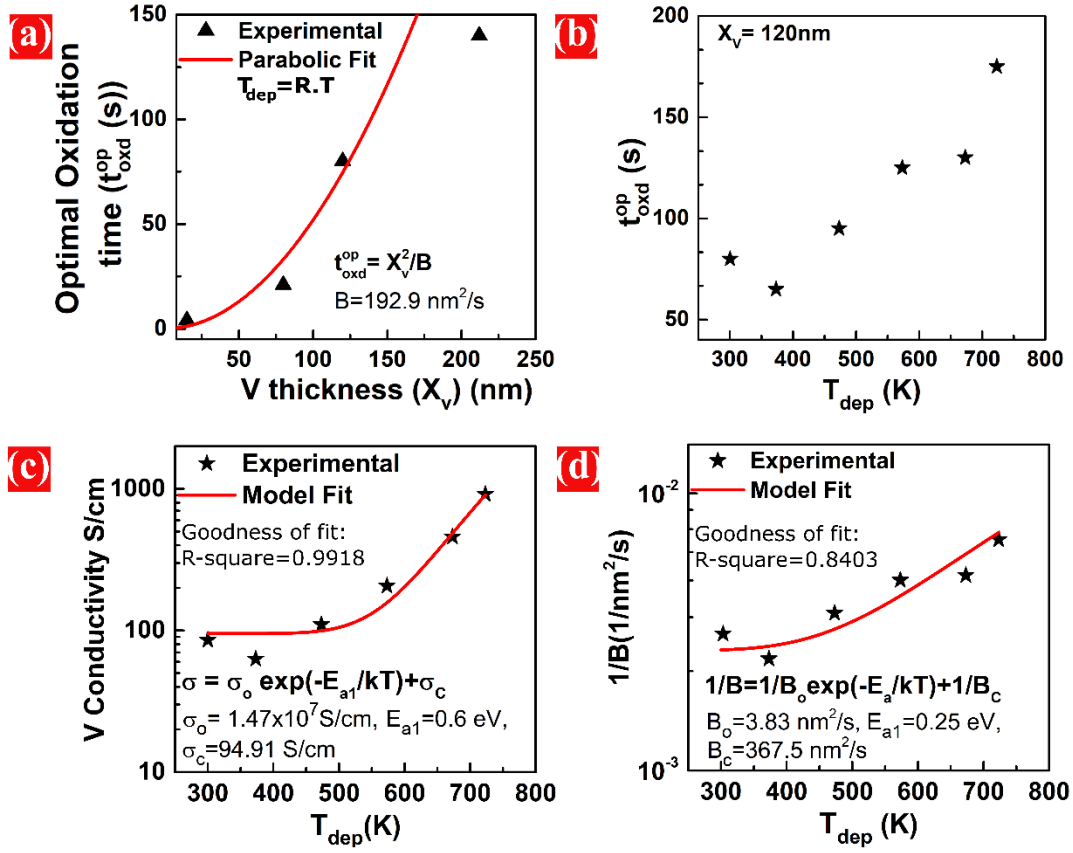 (a)
150
100
50
0
Optimal Oxidation
time (t_oxd^op (s))
Experimental
Parabolic Fit
T_dep=R.T
t_oxd^op= X_v^2/B
B=192.9 nm^2/s
50 100 150 200 250
V thickness (X_v) (nm)
(b)
200
150
100
50
t_oxd^op (s)
X_v= 120nm
300 400 500 600 700 800
T_dep (K)
(c)
1000
100
10
V Conductivity S/cm
Experimental
Model Fit
Goodness of fit:
R-square=0.9918
σ = σ_o exp(-E_a1/kT)+σ_c
σ_o= 1.47x10^7S/cm, E_a1=0.6 eV,
σ_c=94.91 S/cm
300 400 500 600 700 800
T_dep(K)
(d)
10^-2
10^-3
1/B(1/nm^2/s)
Experimental
Model Fit
Goodness of fit:
R-square=0.8403
1/B=1/B_o exp(-E_a/kT)+1/B_c
B_o=3.83 nm^2/s, E_a1=0.25 eV,
B_c=367.5 nm^2/s
300 400 500 600 700 800
T_dep (K)